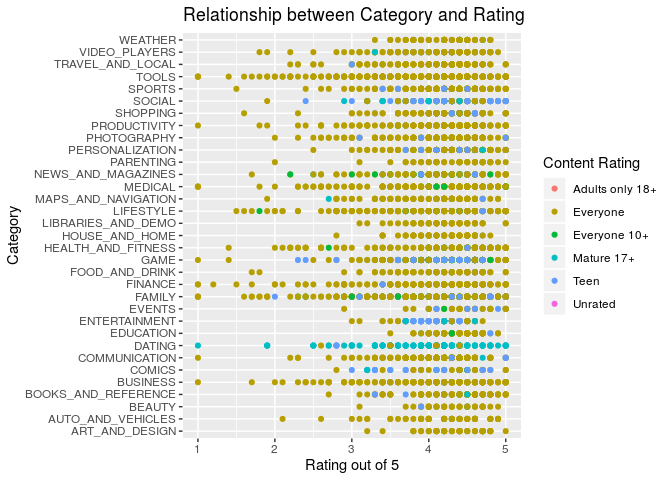 Relationship between Category and Rating
WEATHER
VIDEO_PLAYERS
TRAVEL_AND_LOCAL
TOOLS
SPORTS
SOCIAL
SHOPPING
PRODUCTIVITY
PHOTOGRAPHY
PERSONALIZATION
PARENTING
NEWS_AND_MAGAZINES
MEDICAL
MAPS_AND_NAVIGATION
LIFESTYLE
LIBRARIES_AND_DEMO
HOUSE_AND_HOME
HEALTH_AND_FITNESS
GAME
FOOD_AND_DRINK
FINANCE
FAMILY
EVENTS
ENTERTAINMENT
EDUCATION
DATING
COMMUNICATION
COMICS
BUSINESS
BOOKS_AND_REFERENCE
BEAUTY
AUTO_AND_VEHICLES
ART_AND_DESIGN
Category
1 2 3 4 5
Rating out of 5
Content Rating
Adults only 18+
Everyone
Everyone 10+
Mature 17+
Teen
Unrated